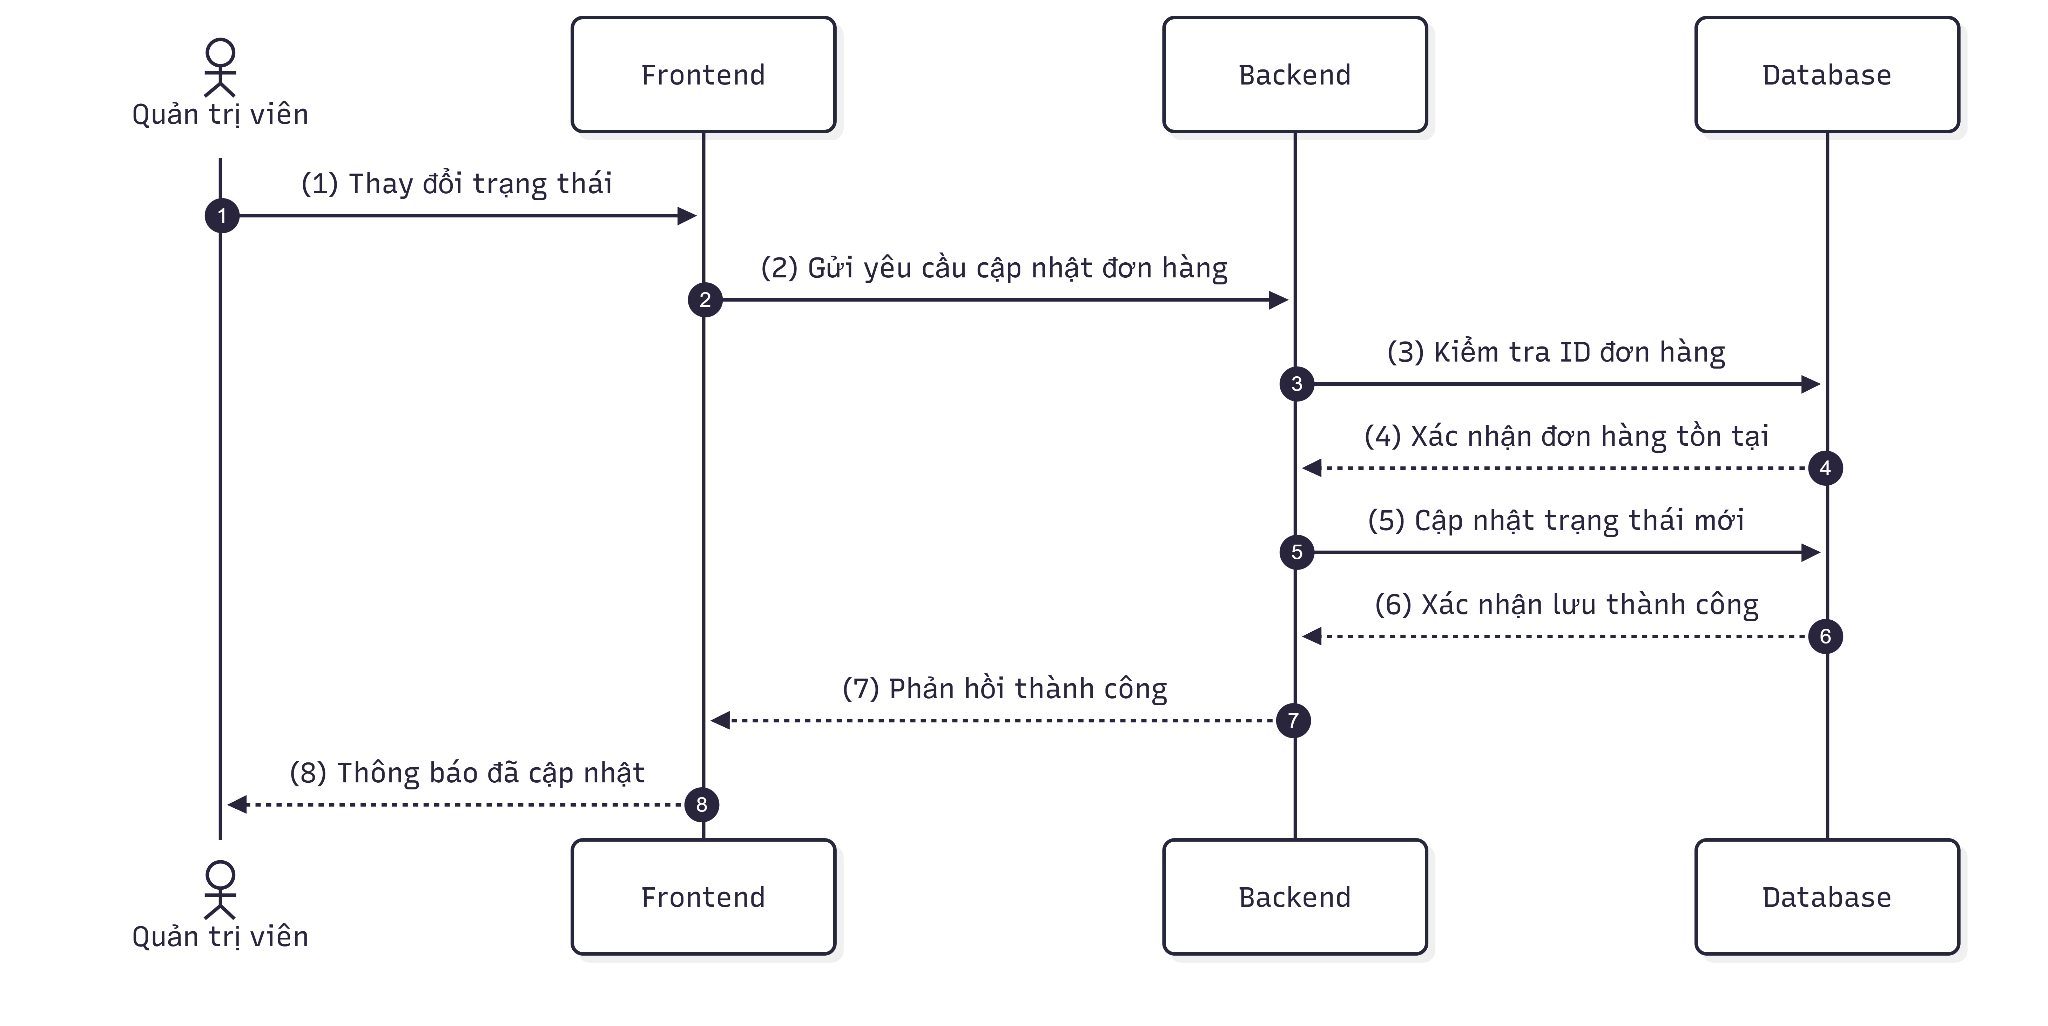 Quản trị viên
Frontend
Backend
Database
(1) Thay đổi trạng thái
1
(2) Gửi yêu cầu cập nhật đơn hàng
2
(3) Kiểm tra ID đơn hàng
3
(4) Xác nhận đơn hàng tồn tại
4
(5) Cập nhật trạng thái mới
5
(6) Xác nhận lưu thành công
6
(7) Phản hồi thành công
7
(8) Thông báo đã cập nhật
8
Quản trị viên
Frontend
Backend
Database